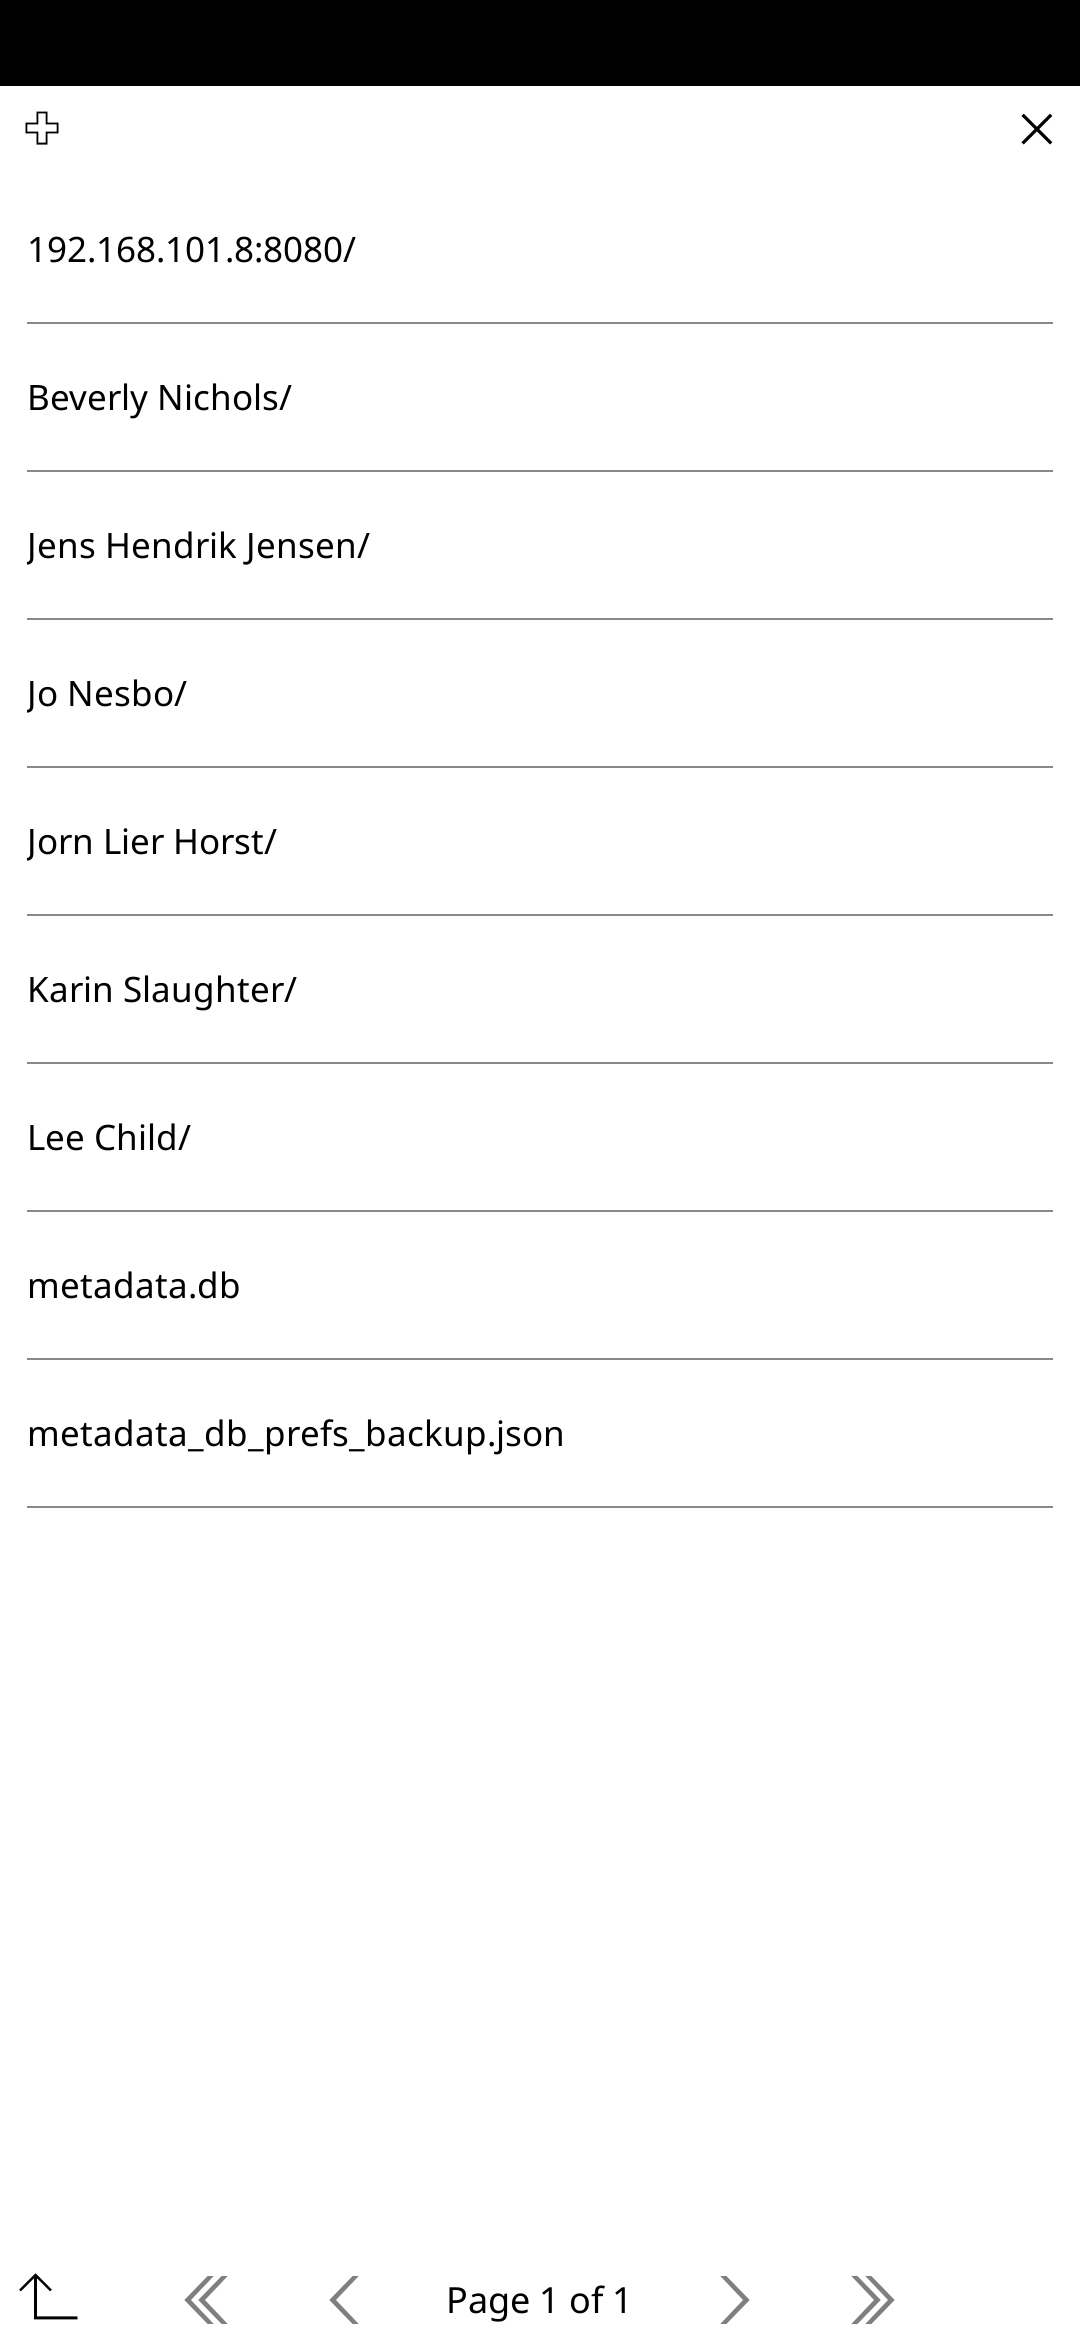 192.168.101.8:8080/
Beverly Nichols/
Jens Hendrik Jensen/
Jo Nesbo/
Jorn Lier Horst/
Karin Slaughter/
Lee Child/
metadata.db
metadata_db_prefs_backup.json
Page 1 of 1